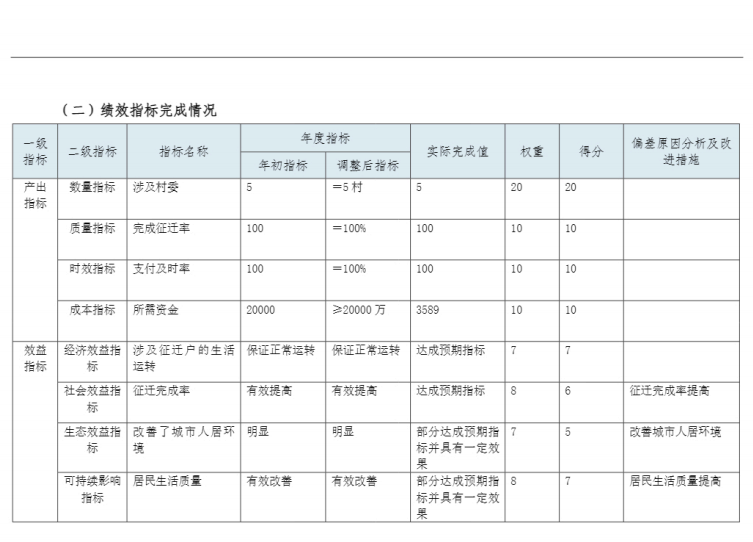 （二）绩效指标完成情况
一级指标 二级指标 指标名称 年度指标 实际完成值 权重 得分 偏差原因分析及改进措施
年初指标 调整后指标
产出指标 数量指标 涉及村委 5 ＝5 村 5 20 20
质量指标 完成征迁率 100 ＝100% 100 10 10
时效指标 支付及时率 100 ＝100% 100 10 10
成本指标 所需资金 20000 ≥20000 万 3589 10 10
效益指标 经济效益指标 涉及征迁户的生活运转 保证正常运转 保证正常运转 达成预期指标 7 7
社会效益指标 征迁完成率 有效提高 有效提高 达成预期指标 8 6 征迁完成率提高
生态效益指标 改善了城市人居环境 明显 明显 部分达成预期指标并具有一定效果 7 5 改善城市人居环境
可持续影响指标 居民生活质量 有效改善 有效改善 部分达成预期指标并具有一定效果 8 7 居民生活质量提高